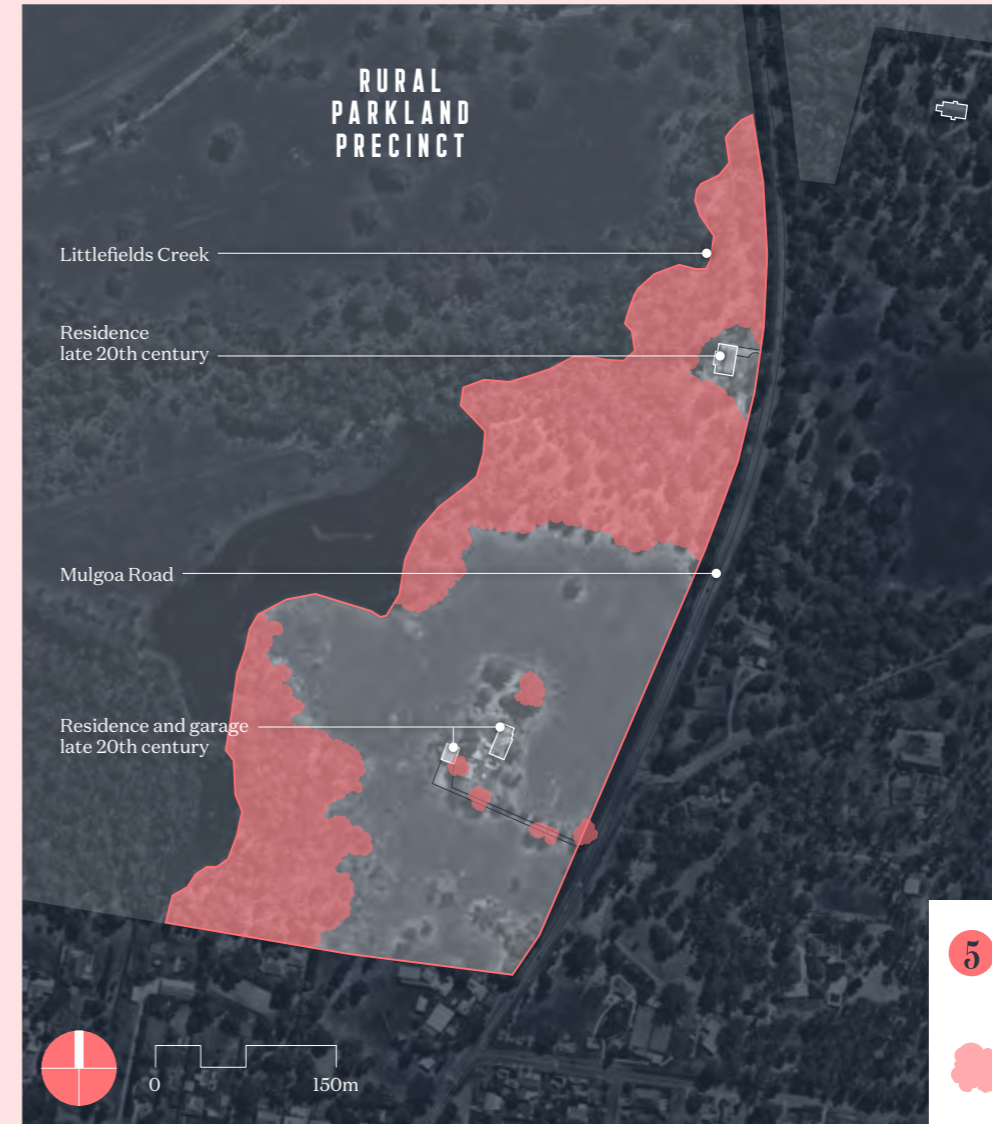 RURAL
PARKLAND
PRECINCT
Littlefields Creek
Residence
late 20th century
Mulgoa Road
Residence and garage
late 20th century
0 150m
5